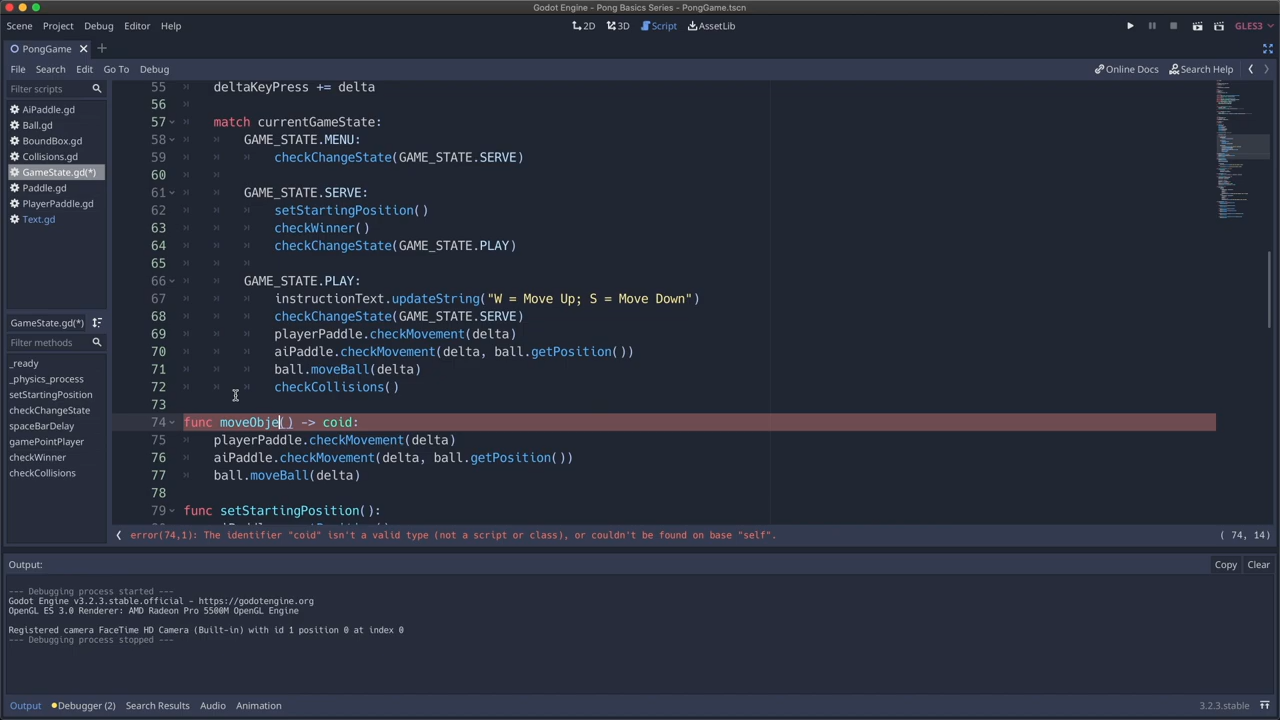 Godot Engine - Pong Basics Series - PongGame.tscn
Scene Project Debug Editor Help 2D 3D Script AssetLib GLES3
PongGame
File Search Edit Go To Debug Online Docs Search Help
Filter scripts
AiPaddle.gd
Ball.gd
BoundBox.gd
Collisions.gd
GameState.gd(*)
Paddle.gd
PlayerPaddle.gd
Text.gd
GameState.gd(*)
Filter methods
_ready
_physics_process
setStartingPosition
checkChangeState
spaceBarDelay
gamePointPlayer
checkWinner
checkCollisions
55 deltaKeyPress += delta
56
57 match currentGameState:
58 GAME_STATE.MENU:
59 checkChangeState(GAME_STATE.SERVE)
60
61 GAME_STATE.SERVE:
62 setStartingPosition()
63 checkWinner()
64 checkChangeState(GAME_STATE.PLAY)
65
66 GAME_STATE.PLAY:
67 instructionText.updateString("W = Move Up; S = Move Down")
68 checkChangeState(GAME_STATE.SERVE)
69 playerPaddle.checkMovement(delta)
70 aiPaddle.checkMovement(delta, ball.getPosition())
71 ball.moveBall(delta)
72 checkCollisions()
73
74 func moveObje() -> coid:
75 playerPaddle.checkMovement(delta)
76 aiPaddle.checkMovement(delta, ball.getPosition())
77 ball.moveBall(delta)
78
79 func setStartingPosition():
error(74,1): The identifier "coid" isn't a valid type (not a script or class), or couldn't be found on base "self". ( 74, 14)
Output: Copy Clear
--- Debugging process started ---
Godot Engine v3.2.3.stable.official - https://godotengine.org
OpenGL ES 3.0 Renderer: AMD Radeon Pro 5500M OpenGL Engine
Registered camera FaceTime HD Camera (Built-in) with id 1 position 0 at index 0
--- Debugging process stopped ---
Output Debugger (2) Search Results Audio Animation 3.2.3.stable